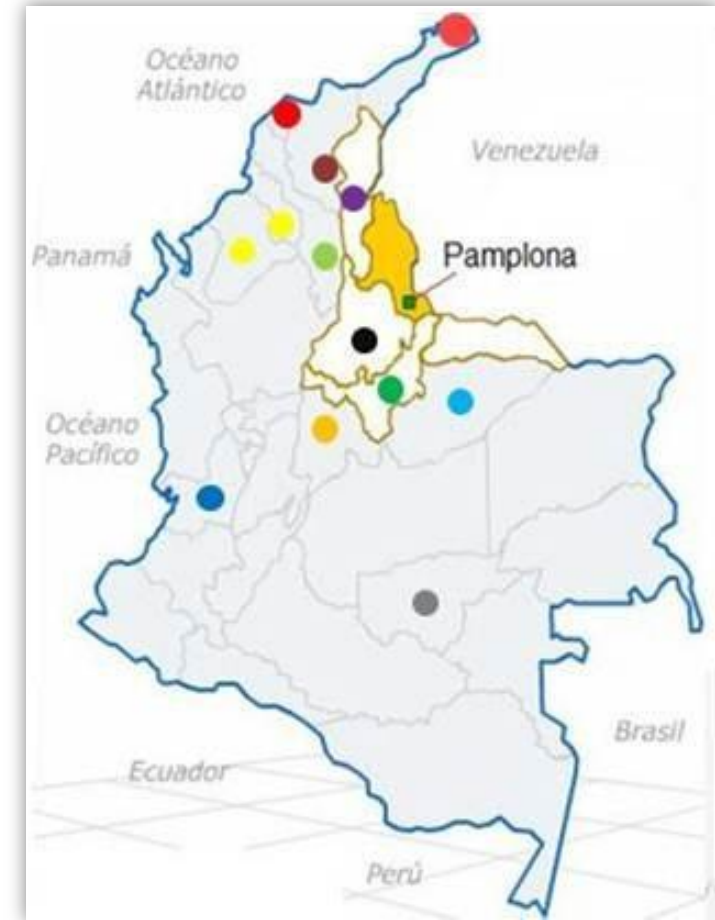 Océano
Atlántico
Venezuela
Panamá
Pamplona
Océano
Pacífico
Brasil
Ecuador
Perú